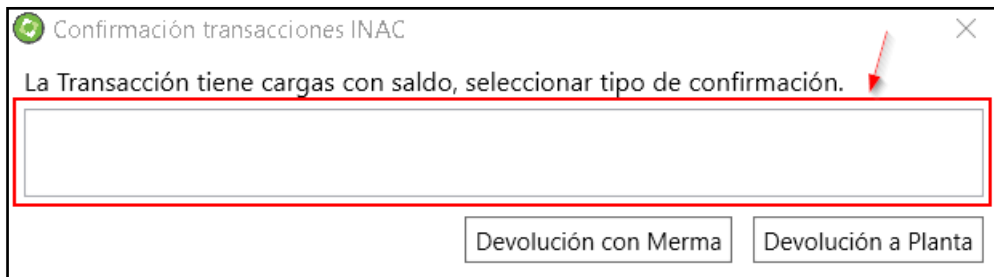 Confirmación transacciones INAC
La Transacción tiene cargas con saldo, seleccionar tipo de confirmación.
Devolución con Merma
Devolución a Planta